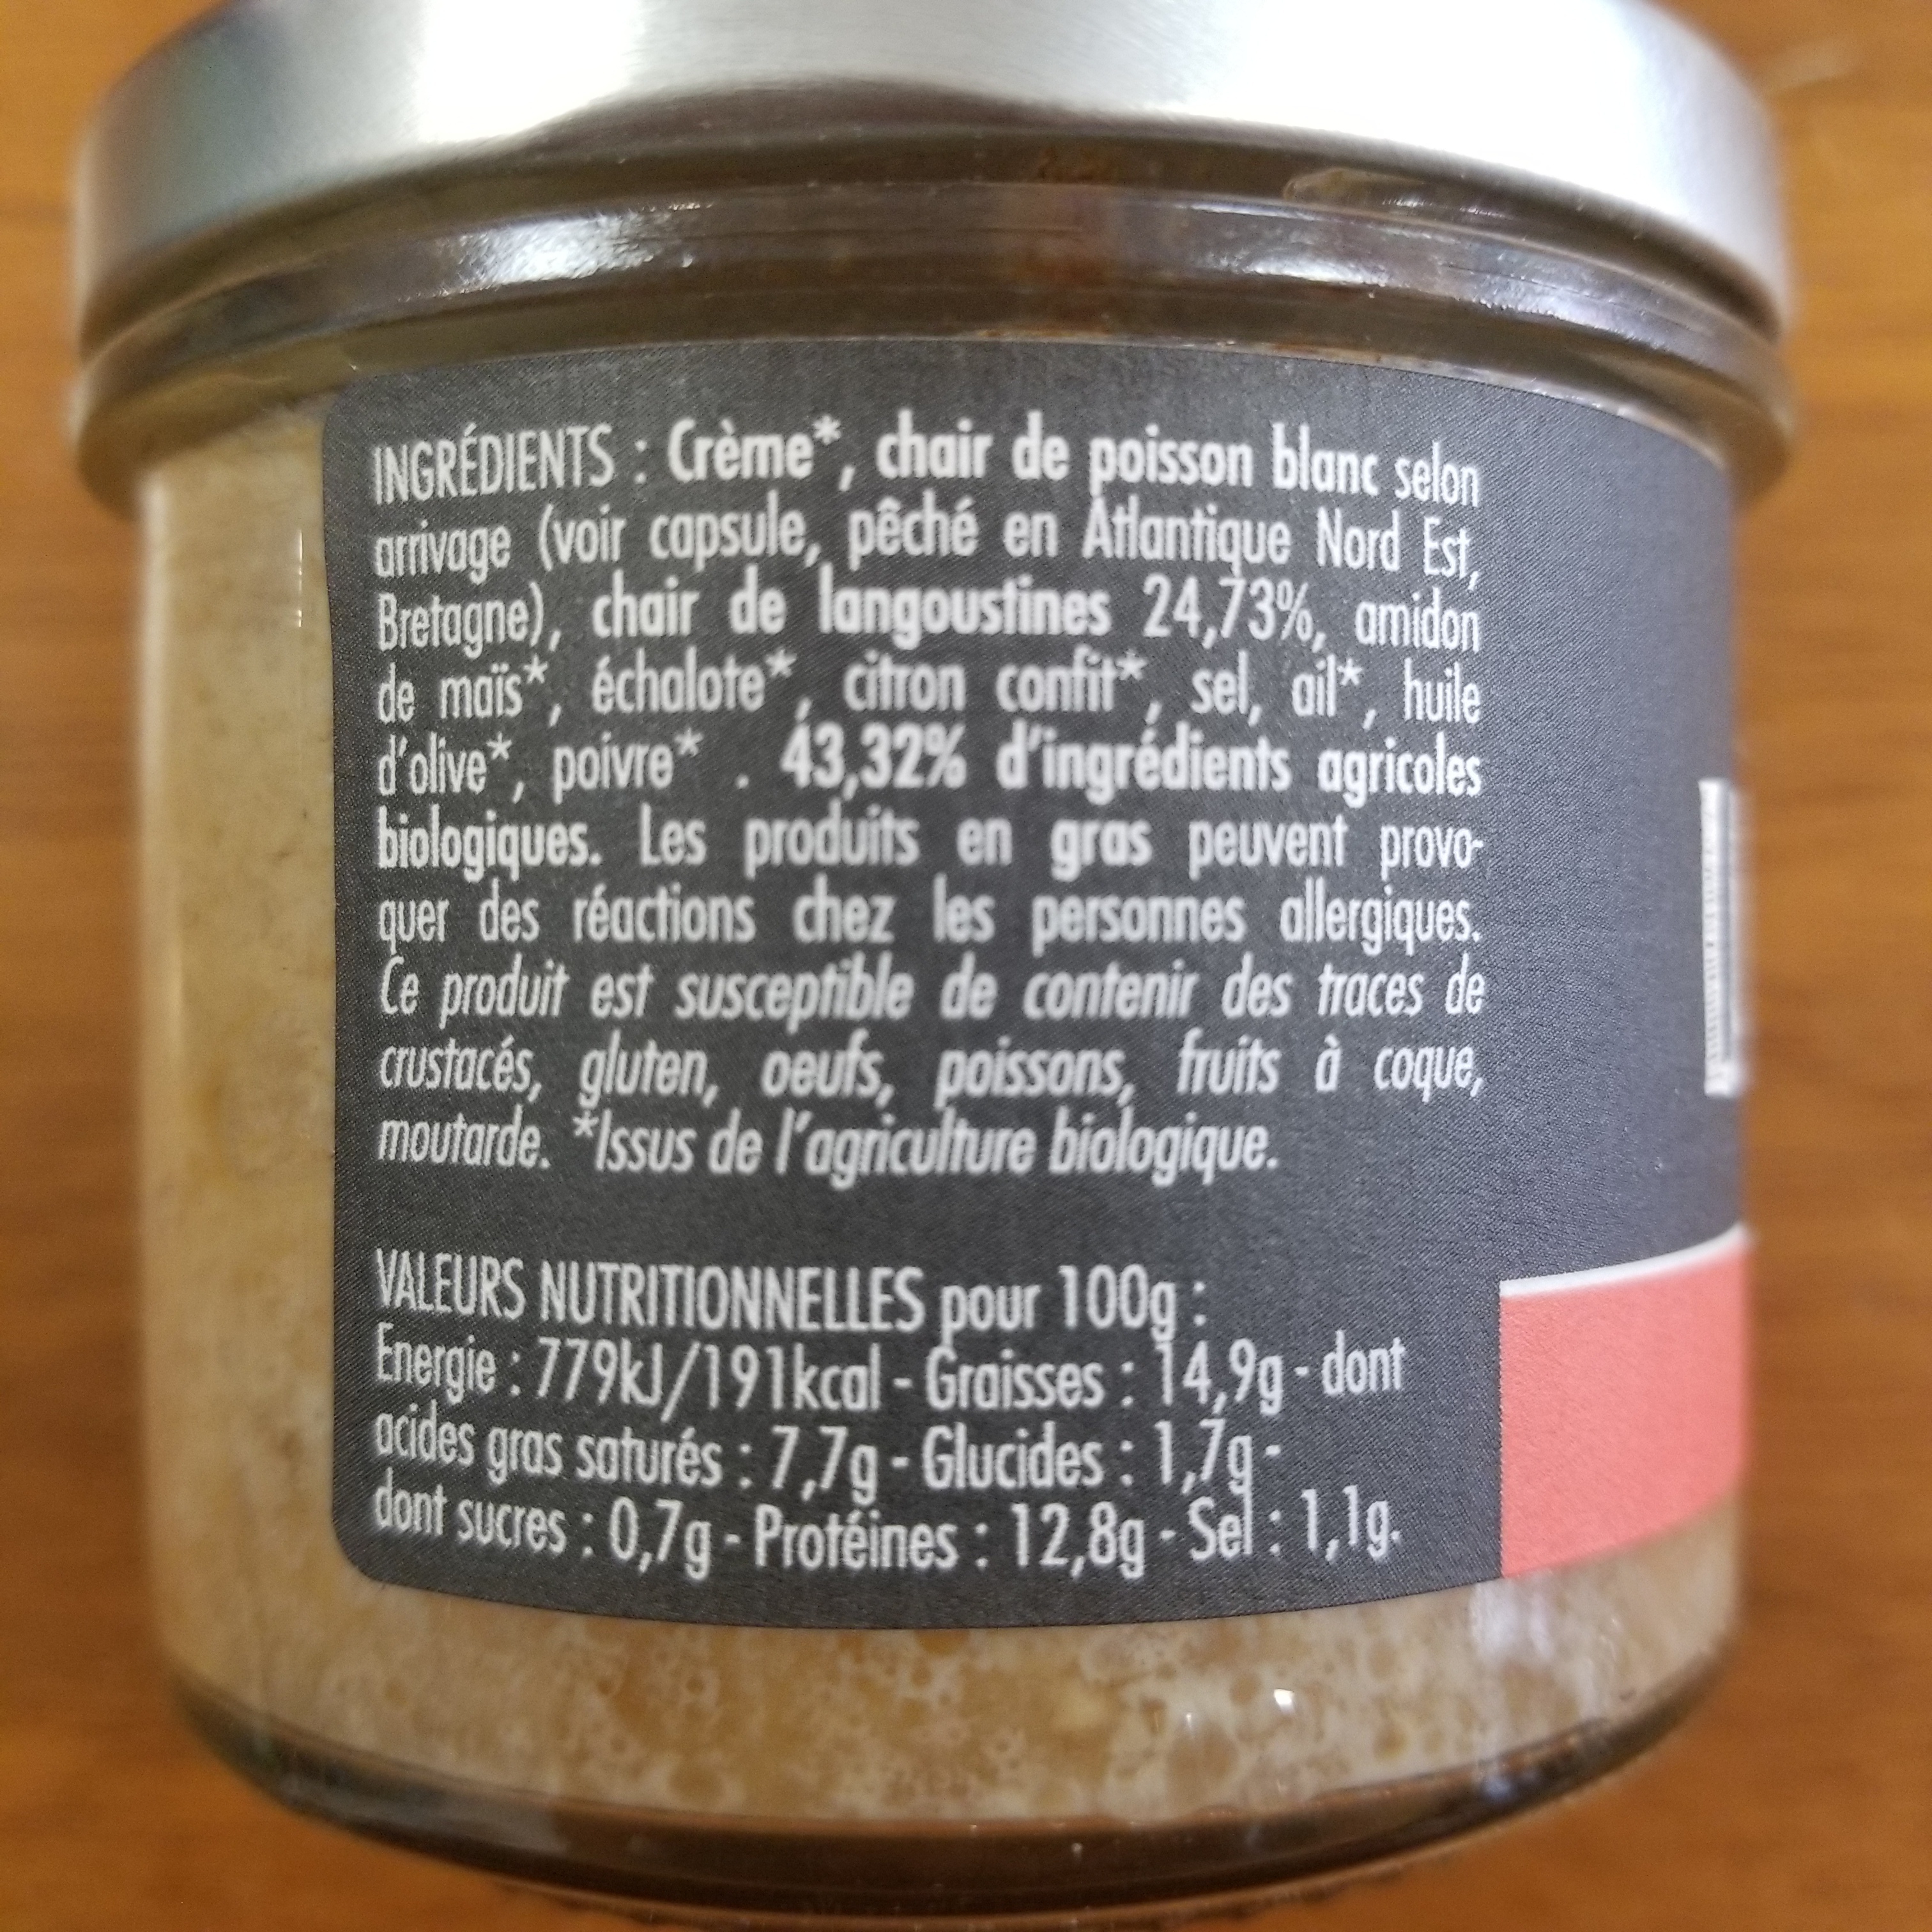 INGRÉDIENTS : Crème*, chair de poisson blanc selon
arrivage (voir capsule, pêché en Atlantique Nord Est,
Bretagne), chair de langoustines 24,73%, amidon
de maïs*, échalote*, citron confit*, sel, ail*, huile
d'olive*, poivre* . 43,32% d'ingrédients agricoles
biologiques. Les produits en gras peuvent provo-
quer des réactions chez les personnes allergiques.
Ce produit est susceptible de contenir des traces de
crustacés, gluten, oeufs, poissons, fruits à coque,
moutarde. *Issus de l'agriculture biologique.
VALEURS NUTRITIONNELLES pour 100g :
Energie : 779kJ/191kcal - Graisses : 14,9g - dont
acides gras saturés : 7,7g - Glucides : 1,7g -
dont sucres : 0,7g - Protéines : 12,8g - Sel : 1,1g.